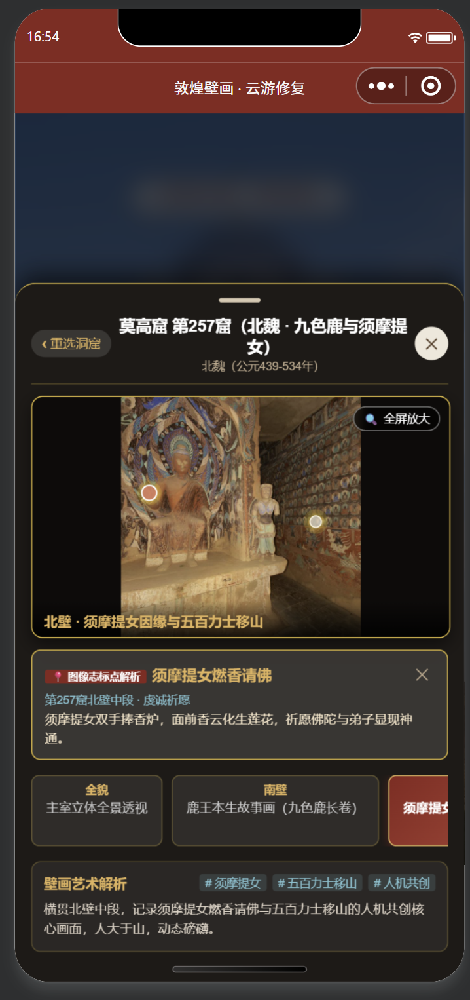 16:54
敦煌壁画 · 云游修复
‹ 重选洞窟
莫高窟 第257窟（北魏 · 九色鹿与须摩提
女）
北魏（公元439-534年）
全屏放大
北壁 · 须摩提女因缘与五百力士移山
图像志标点解析 须摩提女燃香请佛
第257窟北壁中段 · 虔诚祈愿
须摩提女双手捧香炉，面前香云化生莲花，祈愿佛陀与弟子显现神
通。
全貌
主室立体全景透视
南壁
鹿王本生故事画（九色鹿长卷）
须摩提
壁画艺术解析
# 须摩提女
# 五百力士移山
# 人机共创
横贯北壁中段，记录须摩提女燃香请佛与五百力士移山的人机共创核
心画面，人大于山，动态磅礴。